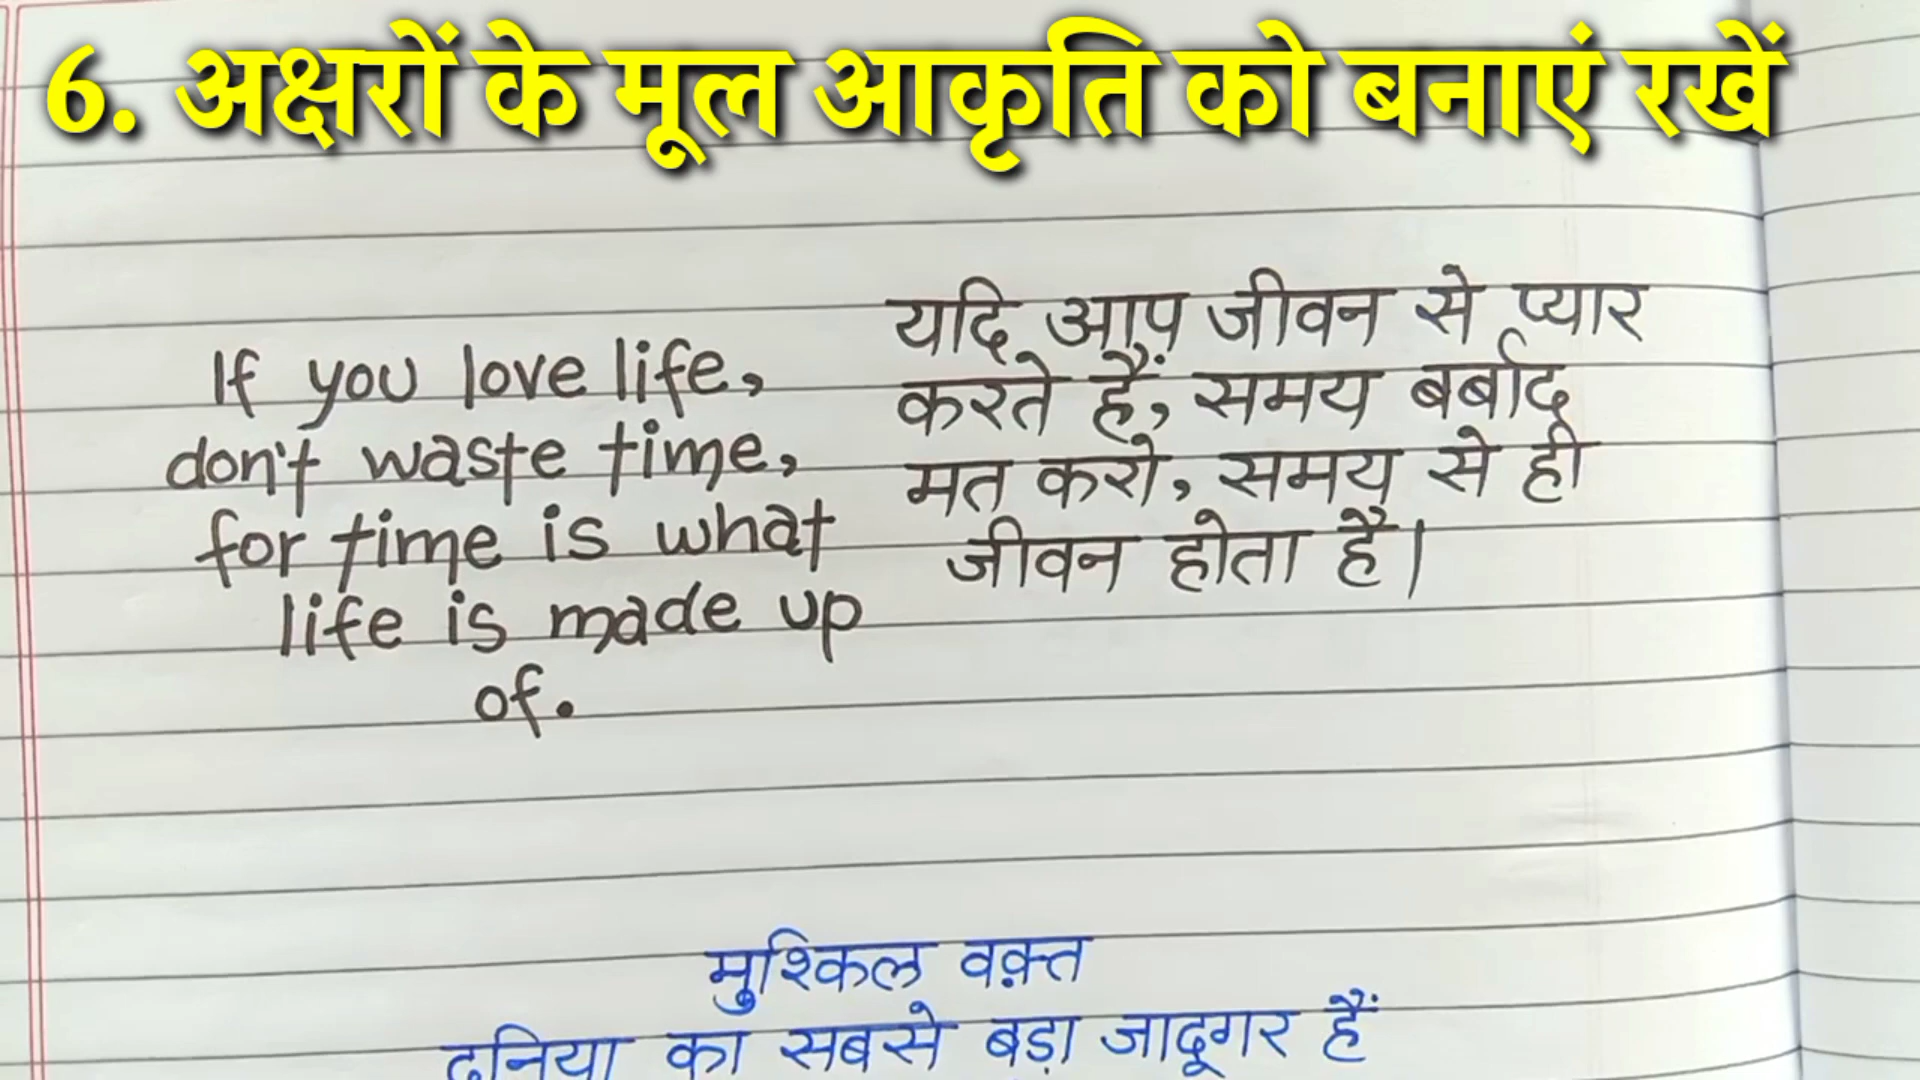 6. अक्षरों के मूल आकृति को बनाएं रखें
If you love life,
don't waste time,
for time is what
life is made up
of.
यदि आप जीवन से प्यार
करते हैं, समय बर्बाद
मत करो, समय से ही
जीवन होता है।
मुश्किल वक़्त
दुनिया का सबसे बड़ा जादूगर हैं